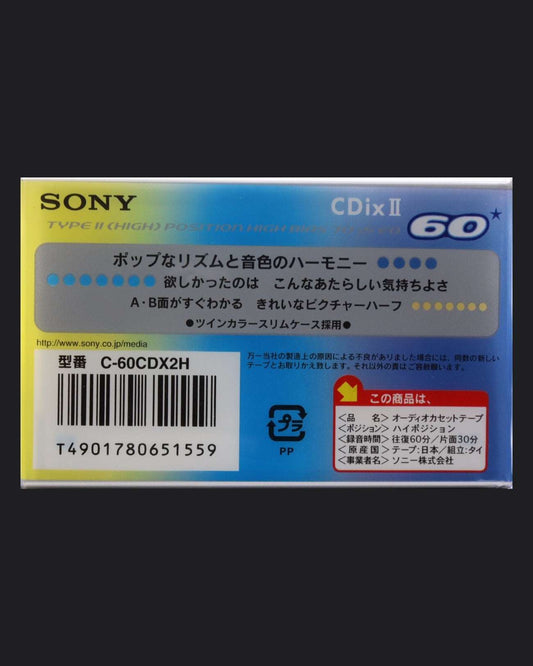 SONY
CDixⅡ
TYPE II (HIGH) POSITION HIGH
60★
ポップなリズムと音色のハーモニー ●●●●
●●●●●●● 欲しかったのは こんなあたらしい気持ちよさ
A・B面がすぐわかる きれいなピクチャーハーフ ●●●●●●●
●ツインカラースリムケース採用●
http://www.sony.co.jp/media
型番 C-60CDX2H
T4901780651559
万一当社の製造上の原因による不良がありました場合には、同数の新しい
テープとお取りかえ致します。それ以外の責はご容赦願います。
プラ
PP
この商品は、
<品 名> オーディオカセットテープ
<ポジション> ハイポジション
<録音時間> 往復60分/片面30分
<原 産 国> テープ:日本/組立:タイ
<事業者名> ソニー株式会社